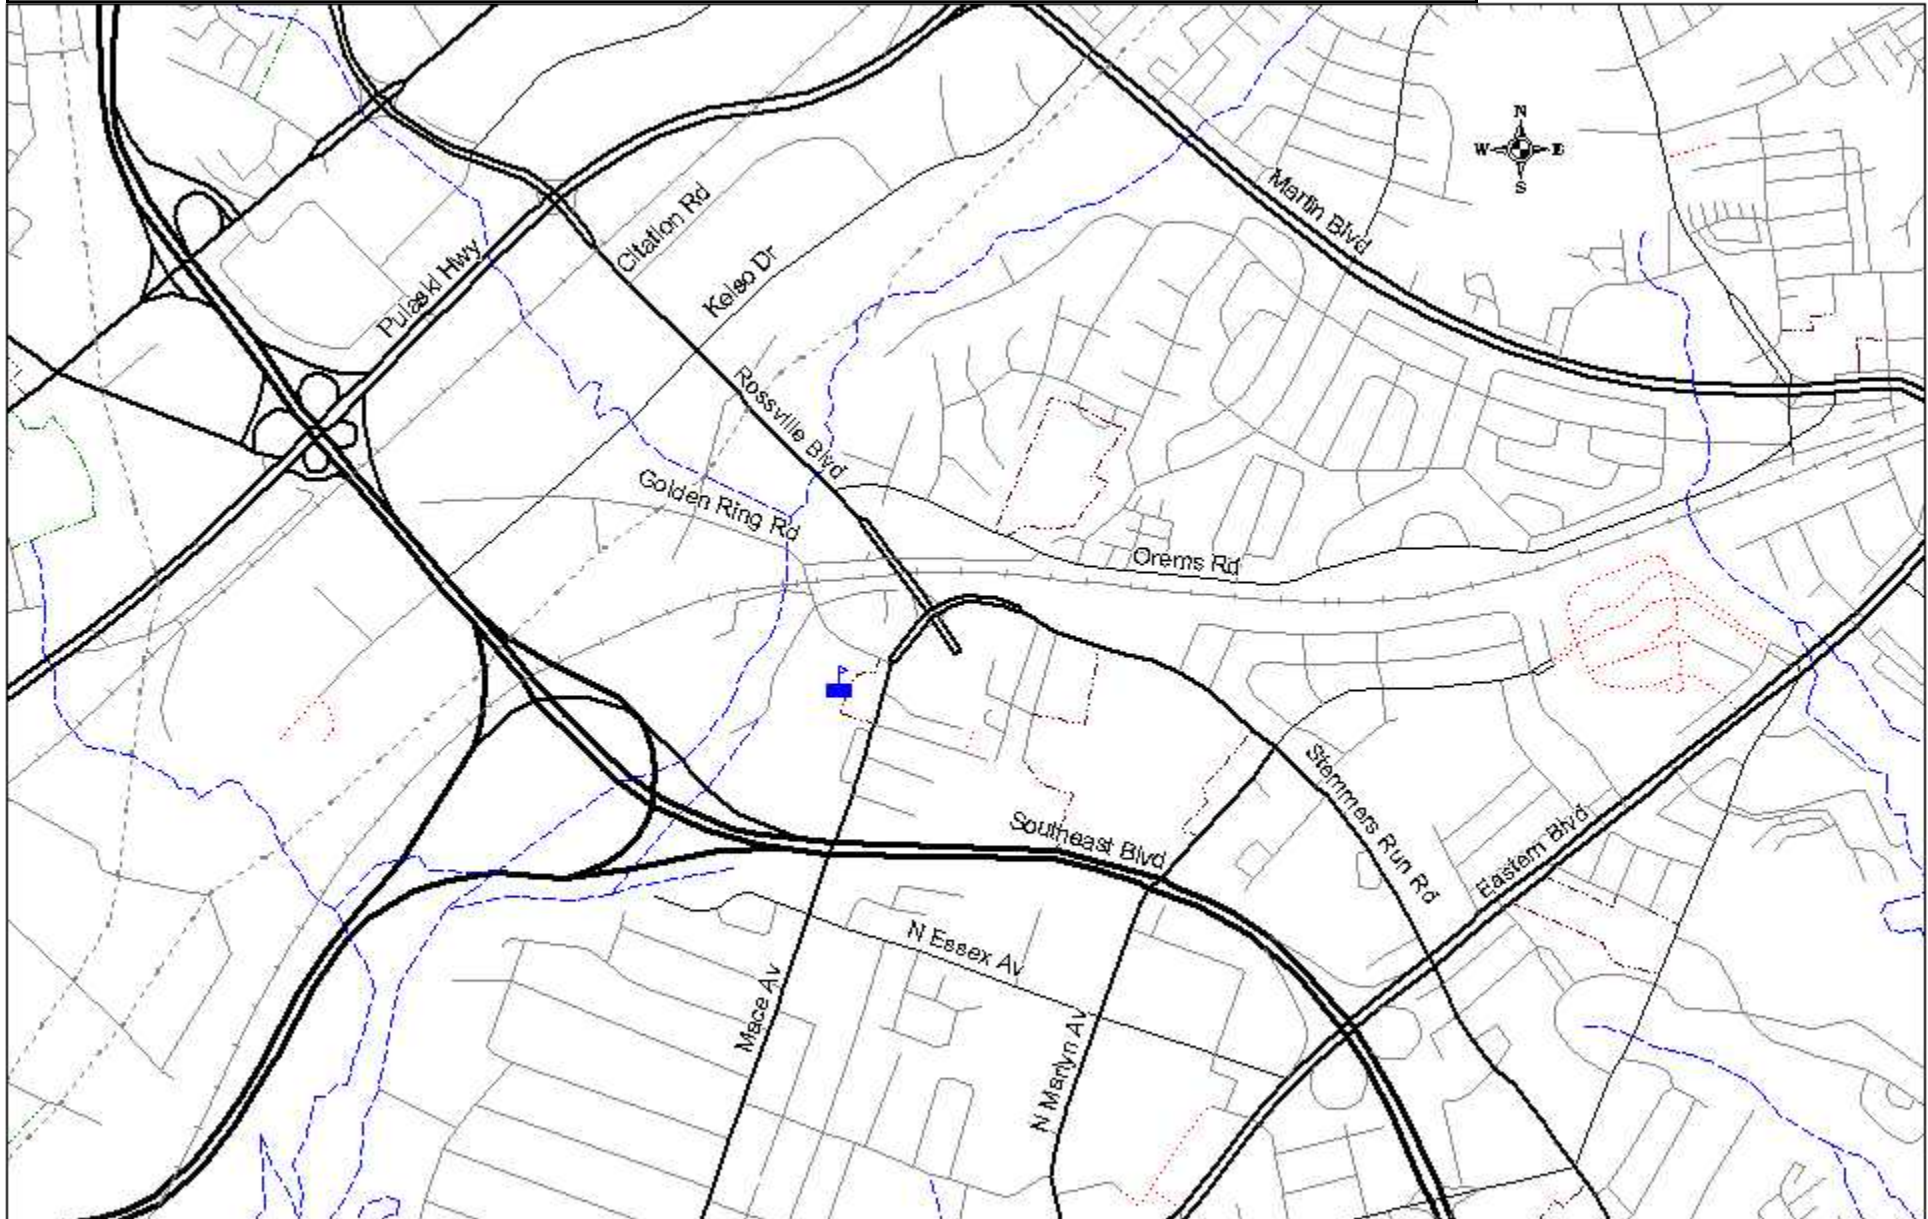 N
W E
S
Martin Blvd
Citation Rd
Pulaski Hwy
Kelso Dr
Rossville Blvd
Golden Ring Rd
Orems Rd
Stemmers Run Rd
Southeast Blvd
Eastern Blvd
N Essex Av
Mace Av
N Marlyn Av